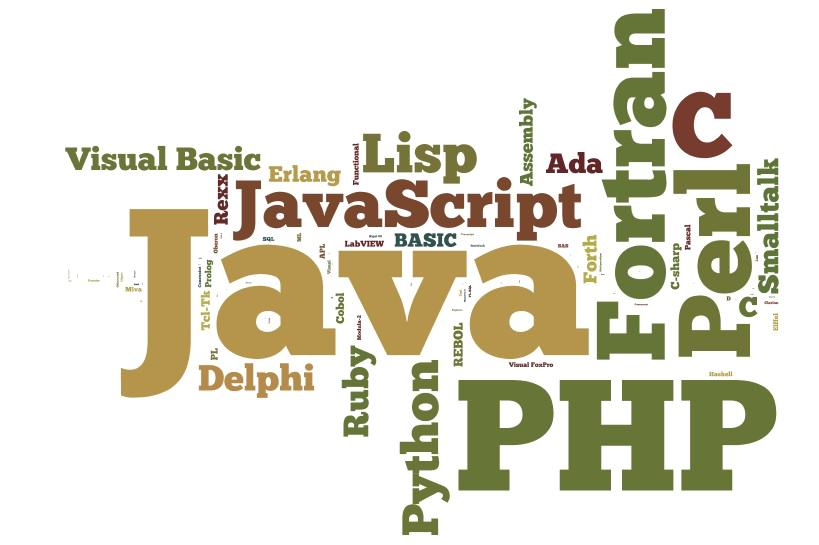 Fortran
C
Assembly
Lisp
Visual Basic
Functional
Ada
Erlang
Smalltalk
Perl
Rexx
JavaScript
Pascal
Oberon
SQL
ML
LabVIEW
BASIC
SAS
Forth
C-sharp
APL
Java
Prolog
Tcl-Tk
Miva
Cobol
Modula-2
REBOL
D
C
Eiffel
PL
Visual FoxPro
Delphi
Ruby
Haskell
Python
PHP